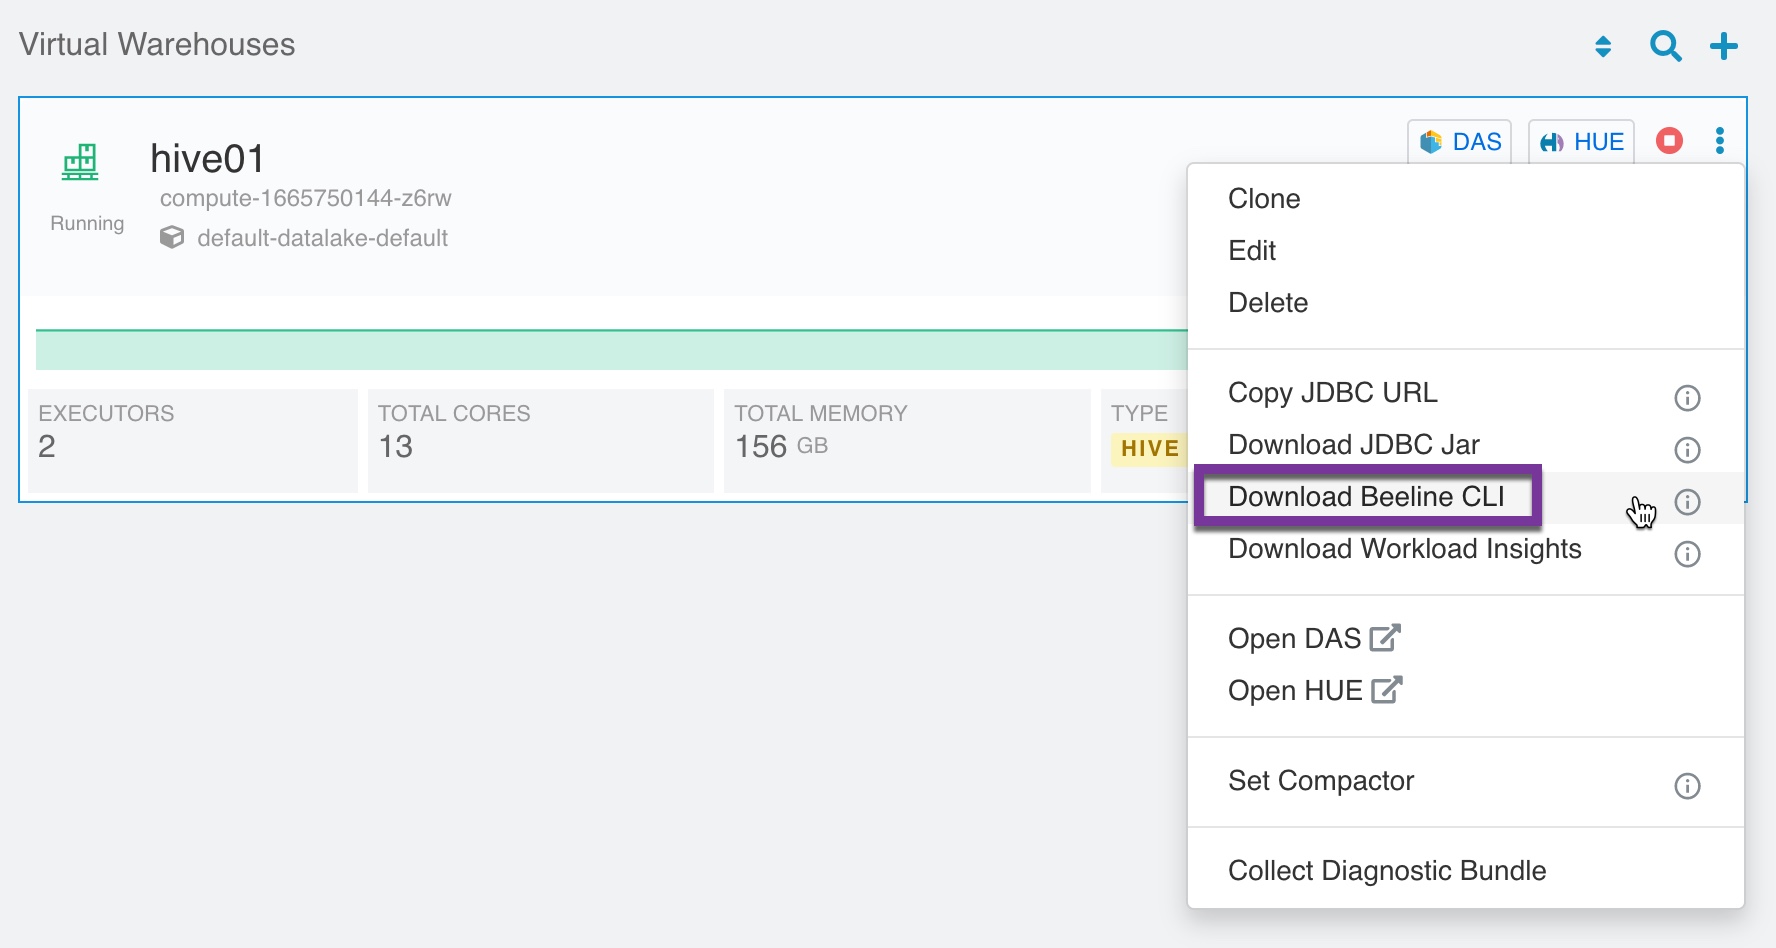 Virtual Warehouses
hive01
DAS
HUE
compute-1665750144-z6rw
Running
default-datalake-default
EXECUTORS
2
TOTAL CORES
13
TOTAL MEMORY
156 GB
TYPE
HIVE
Clone
Edit
Delete
Copy JDBC URL
Download JDBC Jar
Download Beeline CLI
Download Workload Insights
Open DAS
Open HUE
Set Compactor
Collect Diagnostic Bundle